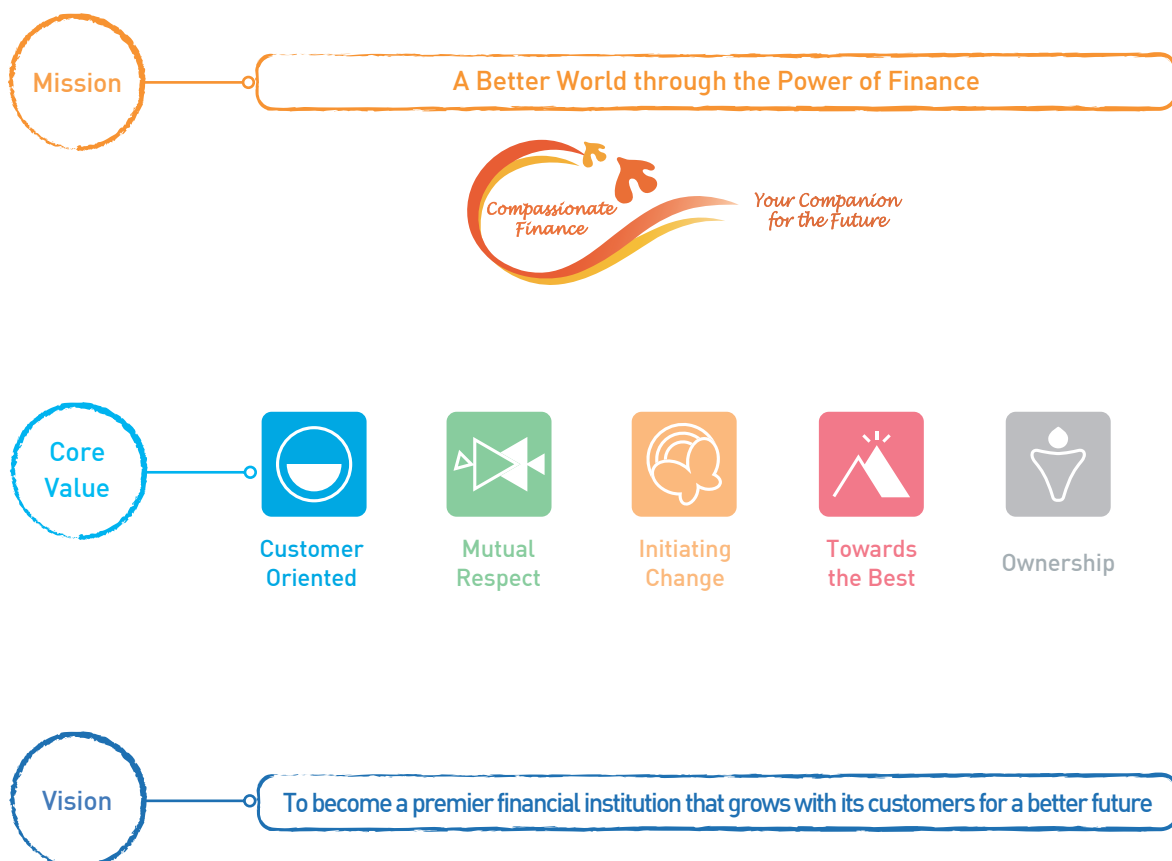 Mission
A Better World through the Power of Finance
Compassionate
Finance
Your Companion
for the Future
Core
Value
Customer
Oriented
Mutual
Respect
Initiating
Change
Towards
the Best
Ownership
Vision
To become a premier financial institution that grows with its customers for a better future